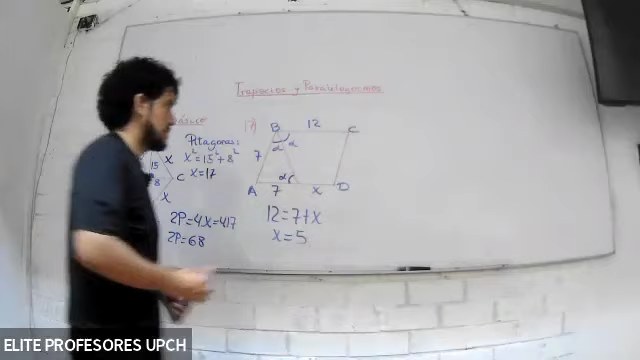 Trapecios y Paralelogramos
Pitagoras:
x² = 15² + 8²
x = 17
15
x
8
C
x
2P = 4x = 4·17
2P = 68
17)
B 12 C
α α
7
α
A 7 x D
12 = 7 + x
x = 5
ELITE PROFESORES UPCH